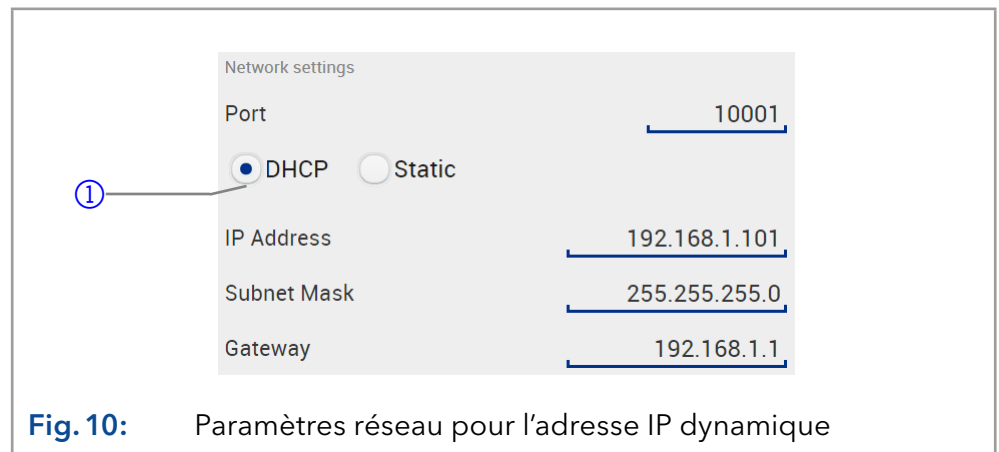 Network settings
Port 10001
DHCP Static
①
IP Address 192.168.1.101
Subnet Mask 255.255.255.0
Gateway 192.168.1.1
Fig. 10: Paramètres réseau pour l’adresse IP dynamique